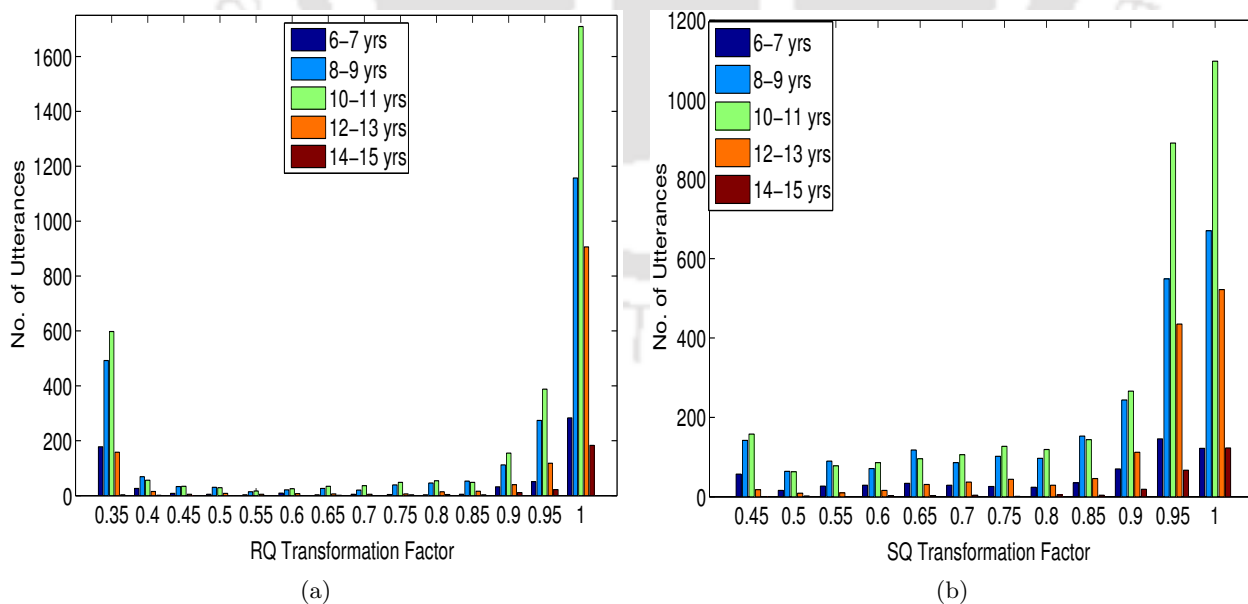 1600
1400
1200
1000
800
600
400
200
0
No. of Utterances
6−7 yrs
8−9 yrs
10−11 yrs
12−13 yrs
14−15 yrs
0.35 0.4 0.45 0.5 0.55 0.6 0.65 0.7 0.75 0.8 0.85 0.9 0.95 1
RQ Transformation Factor
(a)
1200
1000
800
600
400
200
0
No. of Utterances
6−7 yrs
8−9 yrs
10−11 yrs
12−13 yrs
14−15 yrs
0.45 0.5 0.55 0.6 0.65 0.7 0.75 0.8 0.85 0.9 0.95 1
SQ Transformation Factor
(b)